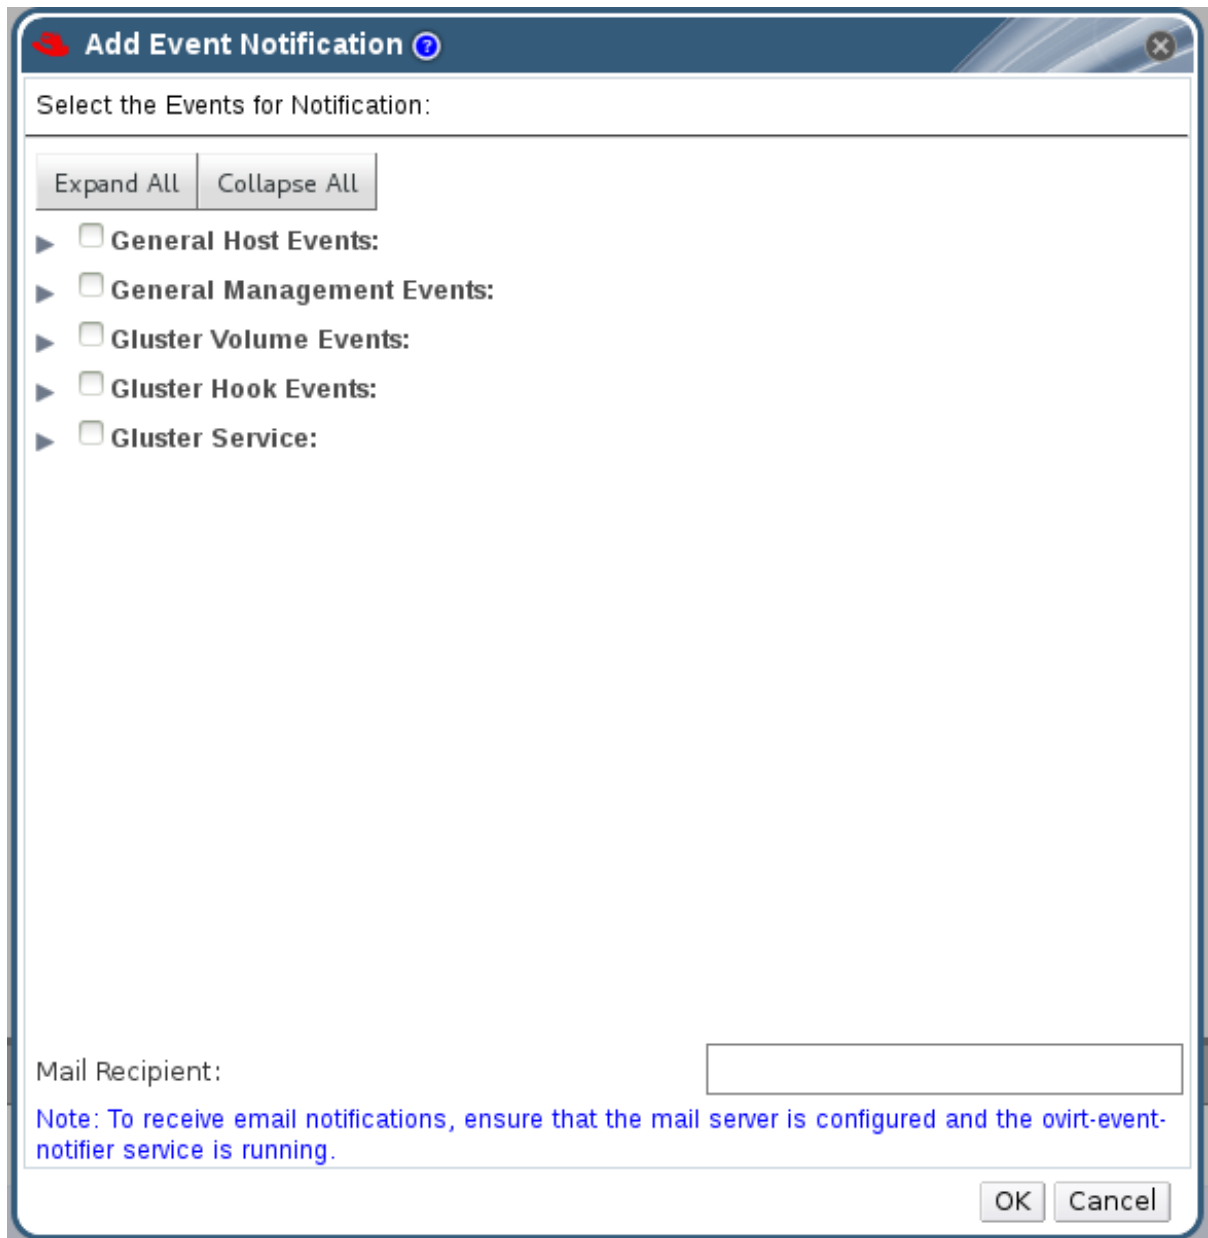 Add Event Notification ?
Select the Events for Notification:
Expand All Collapse All
General Host Events:
General Management Events:
Gluster Volume Events:
Gluster Hook Events:
Gluster Service:
Mail Recipient:
Note: To receive email notifications, ensure that the mail server is configured and the ovirt-event-
notifier service is running.
OK Cancel